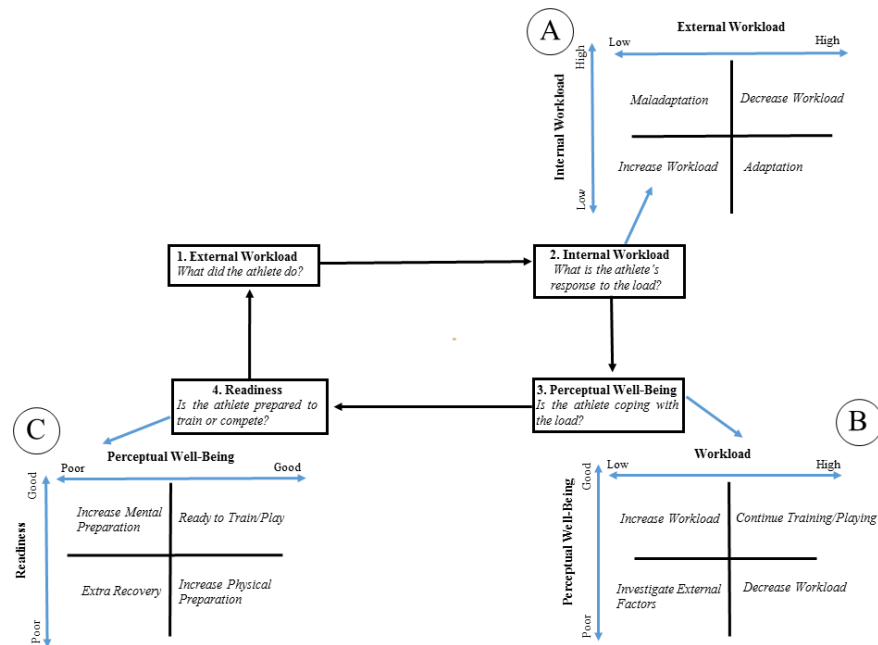 A
External Workload
Low
High
High
Internal Workload
Low
Maladaptation
Decrease Workload
Increase Workload
Adaptation
1. External Workload
What did the athlete do?
2. Internal Workload
What is the athlete's
response to the load?
4. Readiness
Is the athlete prepared to
train or compete?
3. Perceptual Well-Being
Is the athlete coping with
the load?
C
Perceptual Well-Being
Poor
Good
Good
Readiness
Poor
Increase Mental
Preparation
Ready to Train/Play
Extra Recovery
Increase Physical
Preparation
B
Workload
Low
High
Good
Perceptual Well-Being
Poor
Increase Workload
Continue Training/Playing
Investigate External
Factors
Decrease Workload